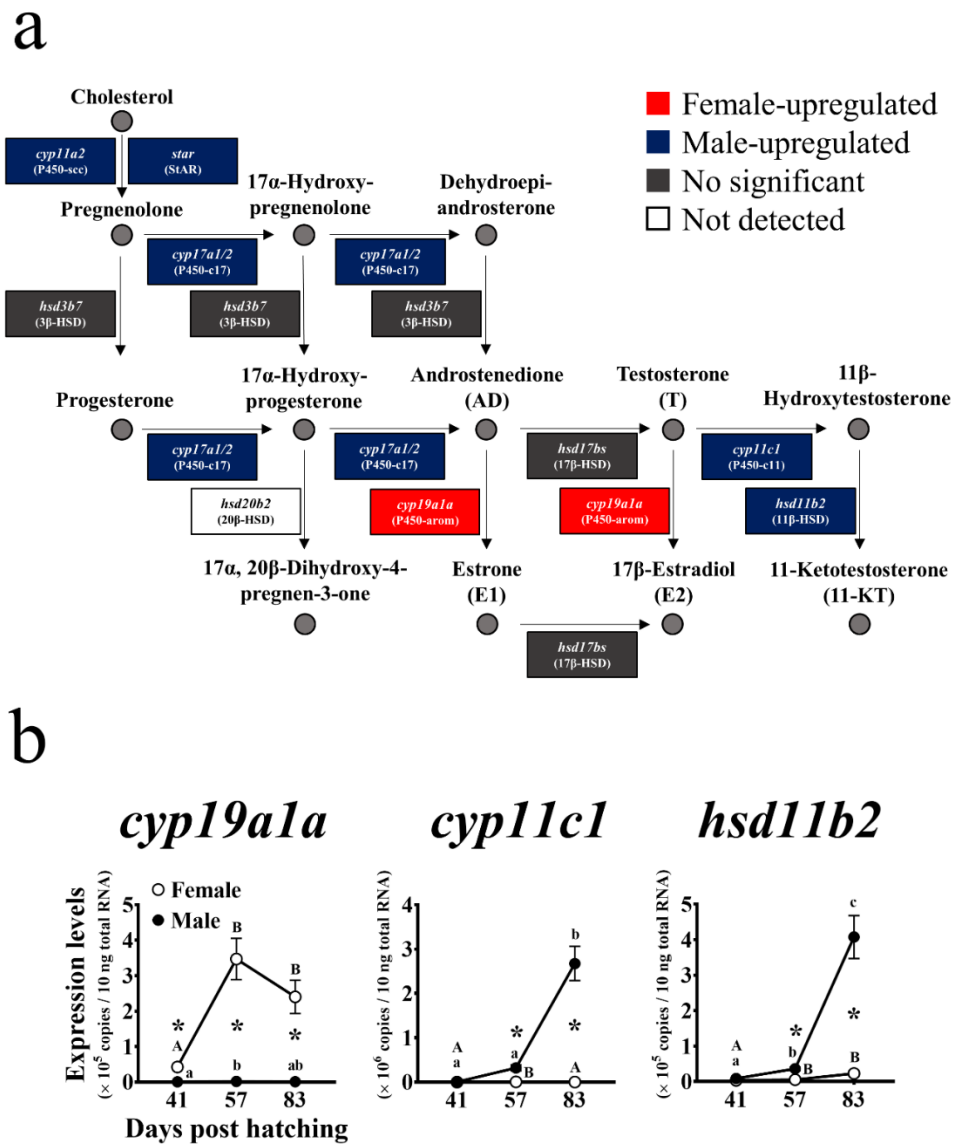 a
Cholesterol
Female-upregulated
Male-upregulated
No significant
Not detected
cyp11a2
(P450-scc)
star
(StAR)
Pregnenolone
17α-Hydroxy-
pregnenolone
Dehydroepi-
androsterone
cyp17a1/2
(P450-c17)
cyp17a1/2
(P450-c17)
hsd3b7
(3β-HSD)
hsd3b7
(3β-HSD)
hsd3b7
(3β-HSD)
Progesterone
17α-Hydroxy-
progesterone
Androstenedione
(AD)
Testosterone
(T)
11β-
Hydroxytestosterone
cyp17a1/2
(P450-c17)
cyp17a1/2
(P450-c17)
hsd17bs
(17β-HSD)
cyp11c1
(P450-c11)
hsd20b2
(20β-HSD)
cyp19a1a
(P450-arom)
cyp19a1a
(P450-arom)
hsd11b2
(11β-HSD)
17α, 20β-Dihydroxy-4-
pregnen-3-one
Estrone
(E1)
17β-Estradiol
(E2)
11-Ketotestosterone
(11-KT)
hsd17bs
(17β-HSD)
b
cyp19a1a
Expression levels
(× 10⁵ copies / 10 ng total RNA)
Female
Male
5
4
3
2
1
0
* * *
A B B
a b ab
41 57 83
Days post hatching
cyp11c1
(× 10⁶ copies / 10 ng total RNA)
4
3
2
1
0
* *
A B A
a a b
41 57 83
hsd11b2
(× 10⁵ copies / 10 ng total RNA)
5
4
3
2
1
0
* *
A B B
a b c
41 57 83